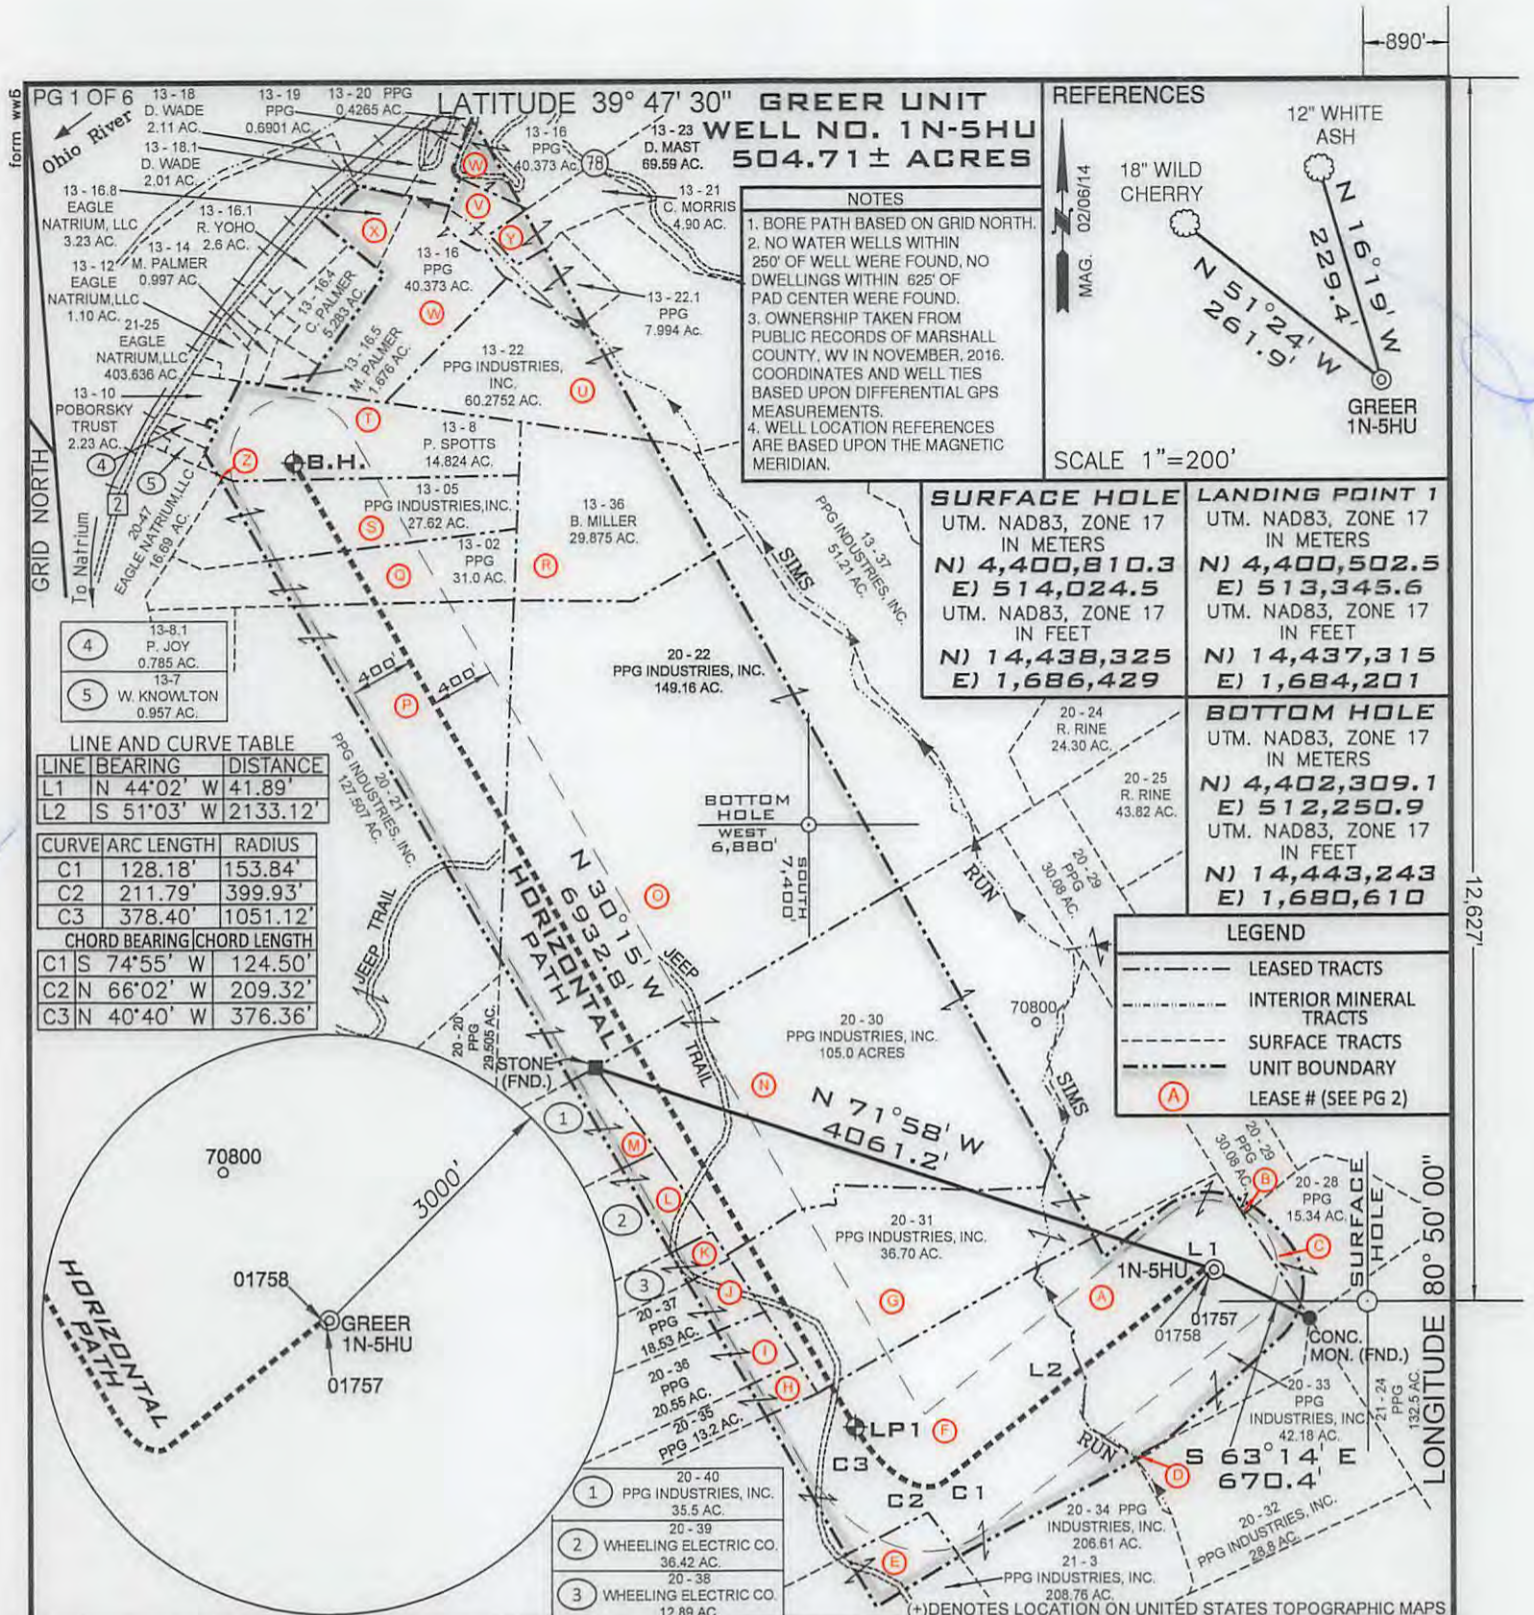 890'
form ww6
PG 1 OF 6
Ohio River
LATITUDE 39° 47' 30"
GREER UNIT
WELL NO. 1N-5HU
504.71± ACRES
13 - 18
D. WADE
2.11 AC.
13 - 19
PPG
0.6901 AC.
13 - 20 PPG
0.4265 AC.
13 - 18.1
D. WADE
2.01 AC.
13 - 16
PPG
40.373 AC.
13 - 23
D. MAST
69.59 AC.
78
13 - 21
C. MORRIS
4.90 AC.
13 - 16.8
EAGLE
NATRIUM, LLC
3.23 AC.
13 - 16.1
R. YOHO
2.6 AC.
13 - 14
M. PALMER
0.997 AC.
13 - 12
EAGLE
NATRIUM,LLC
1.10 AC.
13 - 16.4
C. PALMER
5.283 AC.
13 - 16
PPG
40.373 AC.
13 - 22.1
PPG
7.994 Ac.
21-25
EAGLE
NATRIUM,LLC
403.636 AC.
13 - 16.5
M. PALMER
1.676 AC.
13 - 22
PPG INDUSTRIES,
INC.
60.2752 AC.
13 - 10
POBORSKY
TRUST
2.23 AC.
13 - 8
P. SPOTTS
14.824 AC.
W
V
X
Y
W
U
T
Z
B.H.
4
5
2
20-47
EAGLE NATRIUM,LLC
16.69 AC.
13 - 05
PPG INDUSTRIES,INC.
27.62 AC.
S
13 - 36
B. MILLER
29.875 AC.
13 - 02
PPG
31.0 AC.
Q
R
GRID NORTH
To Natrium
NOTES
1. BORE PATH BASED ON GRID NORTH.
2. NO WATER WELLS WITHIN
250' OF WELL WERE FOUND, NO
DWELLINGS WITHIN 625' OF
PAD CENTER WERE FOUND.
3. OWNERSHIP TAKEN FROM
PUBLIC RECORDS OF MARSHALL
COUNTY, WV IN NOVEMBER, 2016.
COORDINATES AND WELL TIES
BASED UPON DIFFERENTIAL GPS
MEASUREMENTS.
4. WELL LOCATION REFERENCES
ARE BASED UPON THE MAGNETIC
MERIDIAN.
REFERENCES
MAG. 02/06/14
N
12" WHITE
ASH
18" WILD
CHERRY
N 16°19' W
229.4'
N 51°24' W
261.9'
GREER
1N-5HU
SCALE 1"=200'
SURFACE HOLE
UTM. NAD83, ZONE 17
IN METERS
N) 4,400,810.3
E) 514,024.5
UTM. NAD83, ZONE 17
IN FEET
N) 14,438,325
E) 1,686,429
LANDING POINT 1
UTM. NAD83, ZONE 17
IN METERS
N) 4,400,502.5
E) 513,345.6
UTM. NAD83, ZONE 17
IN FEET
N) 14,437,315
E) 1,684,201
BOTTOM HOLE
UTM. NAD83, ZONE 17
IN METERS
N) 4,402,309.1
E) 512,250.9
UTM. NAD83, ZONE 17
IN FEET
N) 14,443,243
E) 1,680,610
12,627'
4
13-8.1
P. JOY
0.785 AC.
5
13-7
W. KNOWLTON
0.957 AC.
400'
400'
P
SIMS
13 - 37
PPG INDUSTRIES, INC.
51.21 AC.
20 - 22
PPG INDUSTRIES, INC.
149.16 AC.
20 - 21
PPG INDUSTRIES, INC.
127.507 AC.
20 - 24
R. RINE
24.30 AC.
20 - 25
R. RINE
43.82 AC.
20 - 29
PPG
30.08 AC.
RUN
LINE AND CURVE TABLE
LINE BEARING DISTANCE
L1 N 44°02' W 41.89'
L2 S 51°03' W 2133.12'
CURVE ARC LENGTH RADIUS
C1 128.18' 153.84'
C2 211.79' 399.93'
C3 378.40' 1051.12'
CHORD BEARING CHORD LENGTH
C1 S 74°55' W 124.50'
C2 N 66°02' W 209.32'
C3 N 40°40' W 376.36'
BOTTOM
HOLE
WEST
6,880'
SOUTH
7,400'
JEEP TRAIL
N 30°15' W
6932.8'
HORIZONTAL
PATH
O
JEEP
TRAIL
LEGEND
LEASED TRACTS
INTERIOR MINERAL
TRACTS
SURFACE TRACTS
UNIT BOUNDARY
A LEASE # (SEE PG 2)
20 - 20
PPG
29.505 AC.
STONE
(FND.)
20 - 30
PPG INDUSTRIES, INC.
105.0 ACRES
70800
SIMS
N
N 71°58' W
4061.2'
1
M
2
L
3
K
J
I
H
20 - 37
PPG
18.53 AC.
20 - 36
PPG
20.55 AC.
20 - 35
PPG 13.2 AC.
20 - 31
PPG INDUSTRIES, INC.
36.70 AC.
G
A
20 - 29
PPG
30.08 AC.
B
20 - 28
PPG
15.34 AC.
C
SURFACE
HOLE
LONGITUDE 80° 50' 00"
L1
1N-5HU
01757
01758
CONC.
MON. (FND.)
L2
20 - 33
PPG
INDUSTRIES, INC.
42.18 AC.
21 - 24
PPG
132.5 AC.
S 63°14' E
670.4'
RUN
D
LP1
F
C3
C2
C1
E
20 - 34 PPG
INDUSTRIES, INC.
206.61 AC.
21 - 3
PPG INDUSTRIES, INC.
208.76 AC.
20 - 32
PPG INDUSTRIES, INC.
28.8 AC.
70800
3000'
01758
GREER
1N-5HU
01757
HORIZONTAL
PATH
1
20 - 40
PPG INDUSTRIES, INC.
35.5 AC.
2
20 - 39
WHEELING ELECTRIC CO.
36.42 AC.
3
20 - 38
WHEELING ELECTRIC CO.
12.89 AC.
(+)DENOTES LOCATION ON UNITED STATES TOPOGRAPHIC MAPS